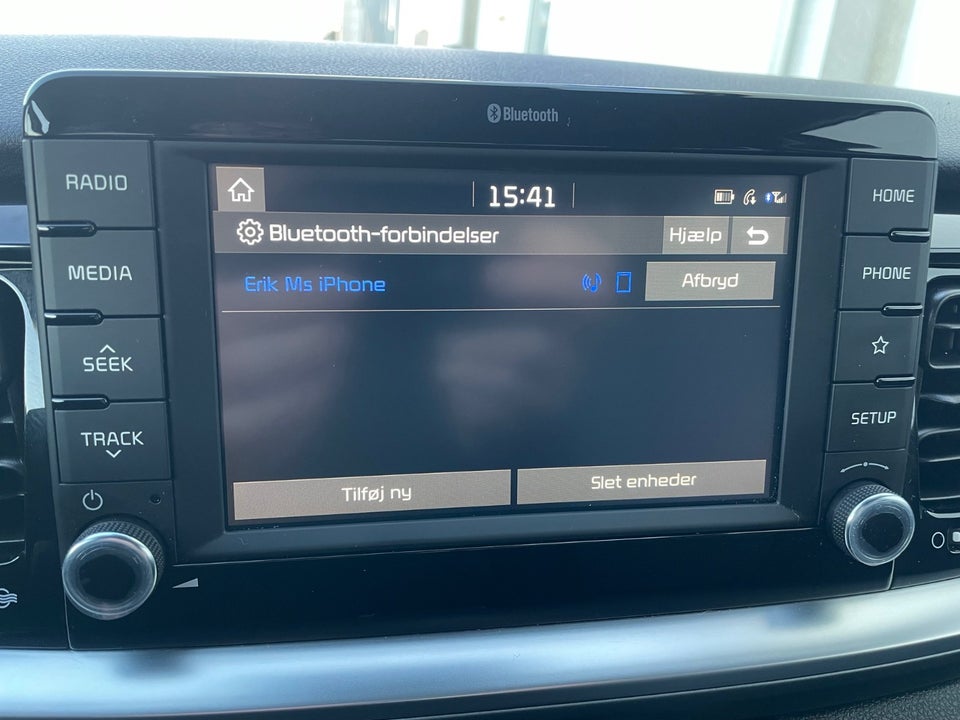 Bluetooth
RADIO
MEDIA
SEEK
TRACK
15:41
Bluetooth-forbindelser
Hjælp
Erik Ms iPhone
Afbryd
Tilføj ny
Slet enheder
HOME
PHONE
SETUP